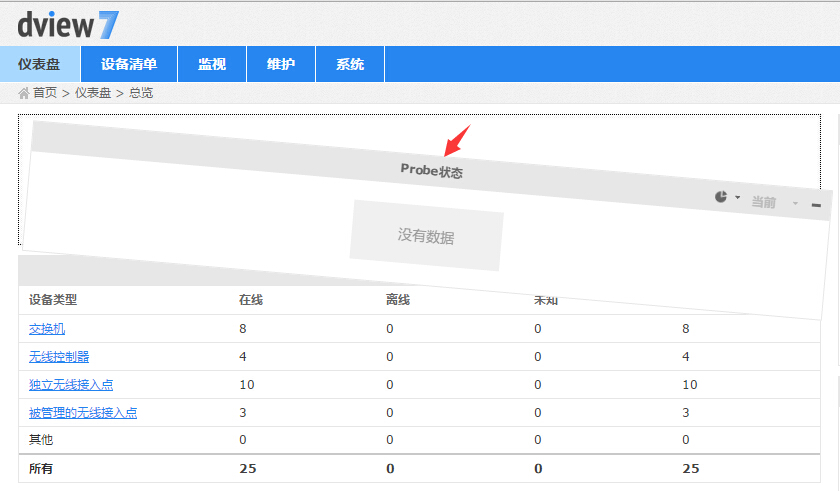 dview 7
仪表盘 设备清单 监视 维护 系统
首页 > 仪表盘 > 总览
Probe状态
当前
没有数据
设备类型 在线 离线 未知
交换机 8 0 0 8
无线控制器 4 0 0 4
独立无线接入点 10 0 0 10
被管理的无线接入点 3 0 0 3
其他 0 0 0 0
所有 25 0 0 25